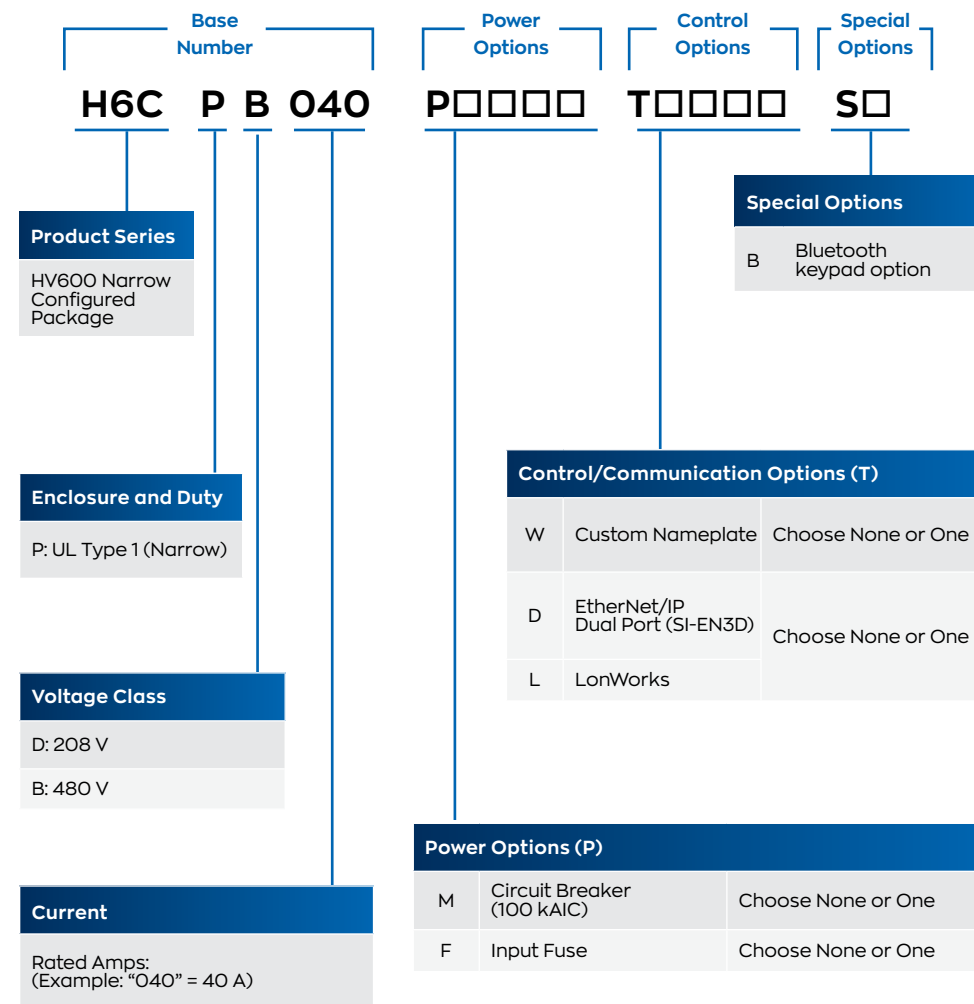 Base Number
Power Options
Control Options
Special Options
H6C P B 040 P□□□□ T□□□□ S□
Special Options
B Bluetooth keypad option
Product Series
HV600 Narrow
Configured
Package
Control/Communication Options (T)
W Custom Nameplate Choose None or One
D EtherNet/IP Dual Port (SI-EN3D) Choose None or One
L LonWorks
Enclosure and Duty
P: UL Type 1 (Narrow)
Voltage Class
D: 208 V
B: 480 V
Power Options (P)
M Circuit Breaker (100 kAIC) Choose None or One
F Input Fuse Choose None or One
Current
Rated Amps:
(Example: “040” = 40 A)